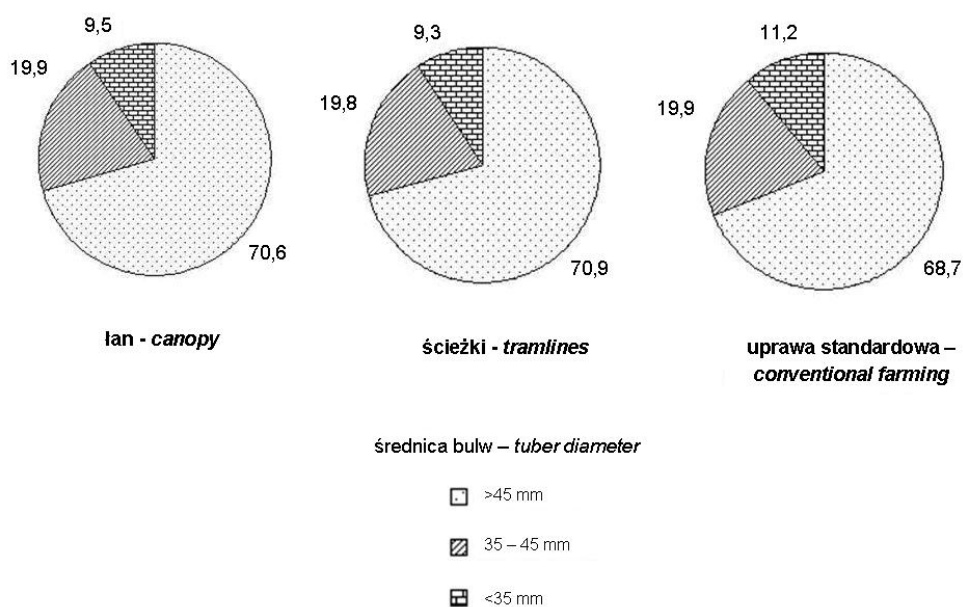 9,5
19,9
70,6
łan - canopy
9,3
19,8
70,9
ścieżki - tramlines
11,2
19,9
68,7
uprawa standardowa –
conventional farming
średnica bulw – tuber diameter
>45 mm
35 – 45 mm
<35 mm